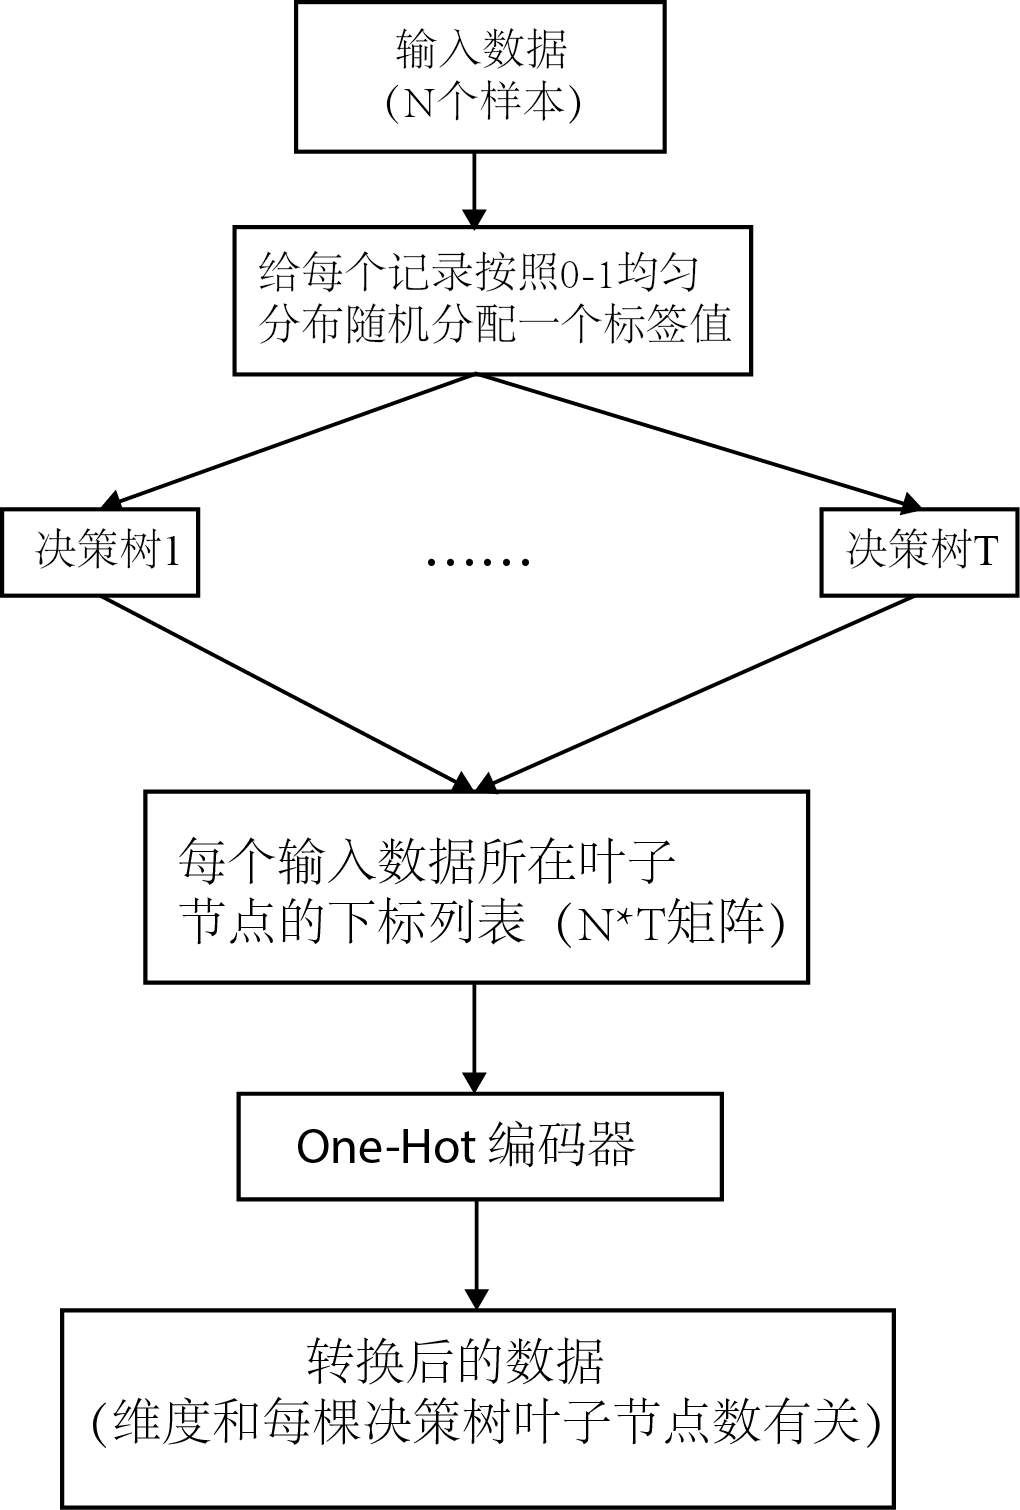 输入数据
（N个样本）
给每个记录按照0-1均匀
分布随机分配一个标签值
决策树1
......
决策树T
每个输入数据所在叶子
节点的下标列表（N*T矩阵）
One-Hot 编码器
转换后的数据
（维度和每棵决策树叶子节点数有关）